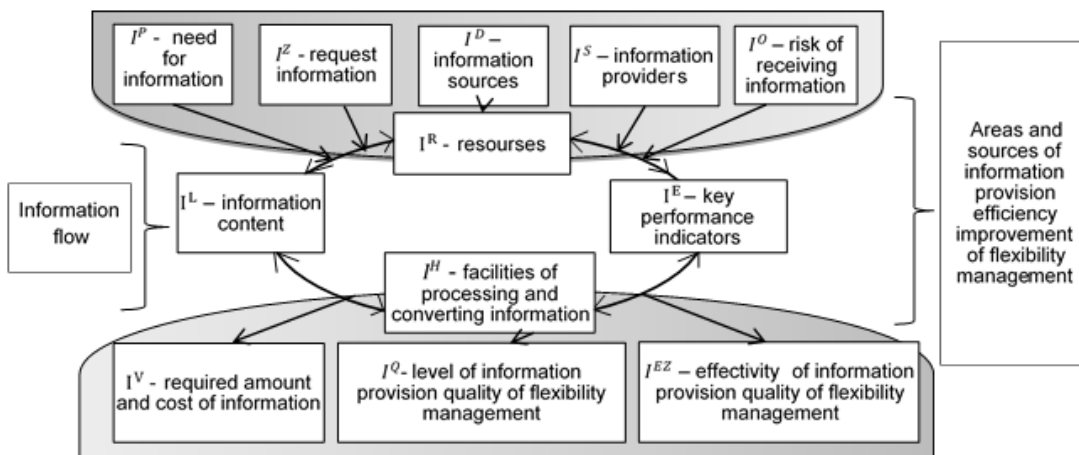 I^P - need
for
information
I^Z - request
information
I^D –
information
sources
I^S – information
providers
I^O – risk of
receiving
information
I^R - resourses
Information
flow
I^L – information
content
I^E – key
performance
indicators
I^H - facilities of
processing and
converting information
Areas and
sources of
information
provision
efficiency
improvement
of flexibility
management
I^V - required amount
and cost of information
I^Q- level of information
provision quality of flexibility
management
I^EZ – effectivity of information
provision quality of flexibility
management